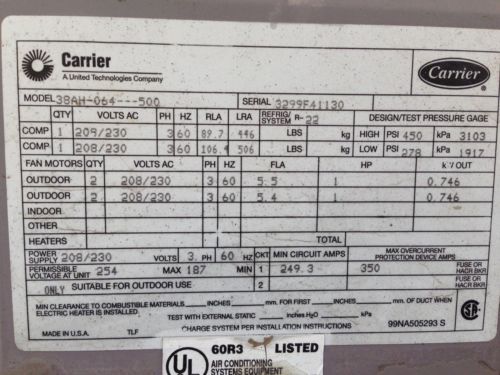 Carrier
A United Technologies Company
Carrier
MODEL 38AH-064---500 SERIAL 3299F41130
QTY VOLTS AC PH HZ RLA LRA REFRIG/SYSTEM R-22 DESIGN/TEST PRESSURE GAGE
COMP 1 209/230 3 60 89.7 446 LBS kg HIGH PSI 450 kPa 3103
COMP 1 208/230 3 60 106.4 506 LBS kg LOW PSI 278 kPa 1917
FAN MOTORS QTY VOLTS AC PH HZ FLA HP kW OUT
OUTDOOR 2 208/230 3 60 5.5 1 0.746
OUTDOOR 2 208/230 3 60 5.4 1 0.746
INDOOR
OTHER
HEATERS TOTAL
POWER SUPPLY 208/230 VOLTS 3 PH 60 HZ CKT MIN CIRCUIT AMPS MAX OVERCURRENT PROTECTION DEVICE AMPS
PERMISSIBLE VOLTAGE AT UNIT 254 MAX 187 MIN 1 249.3 350 FUSE OR HACR BKR
ONLY SUITABLE FOR OUTDOOR USE 2 FUSE OR HACR BKR
MIN CLEARANCE TO COMBUSTIBLE MATERIALS INCHES mm. FOR FIRST INCHES mm. OF DUCT WHEN
ELECTRIC HEATER IS INSTALLED. TEST WITH EXTERNAL STATIC inches.H2O kPa
MADE IN U.S.A. TLF CHARGE SYSTEM PER INSTALLATION INSTRUCTIONS 99NA505293 S
UL 60R3 LISTED
AIR CONDITIONING
SYSTEMS EQUIPMENT